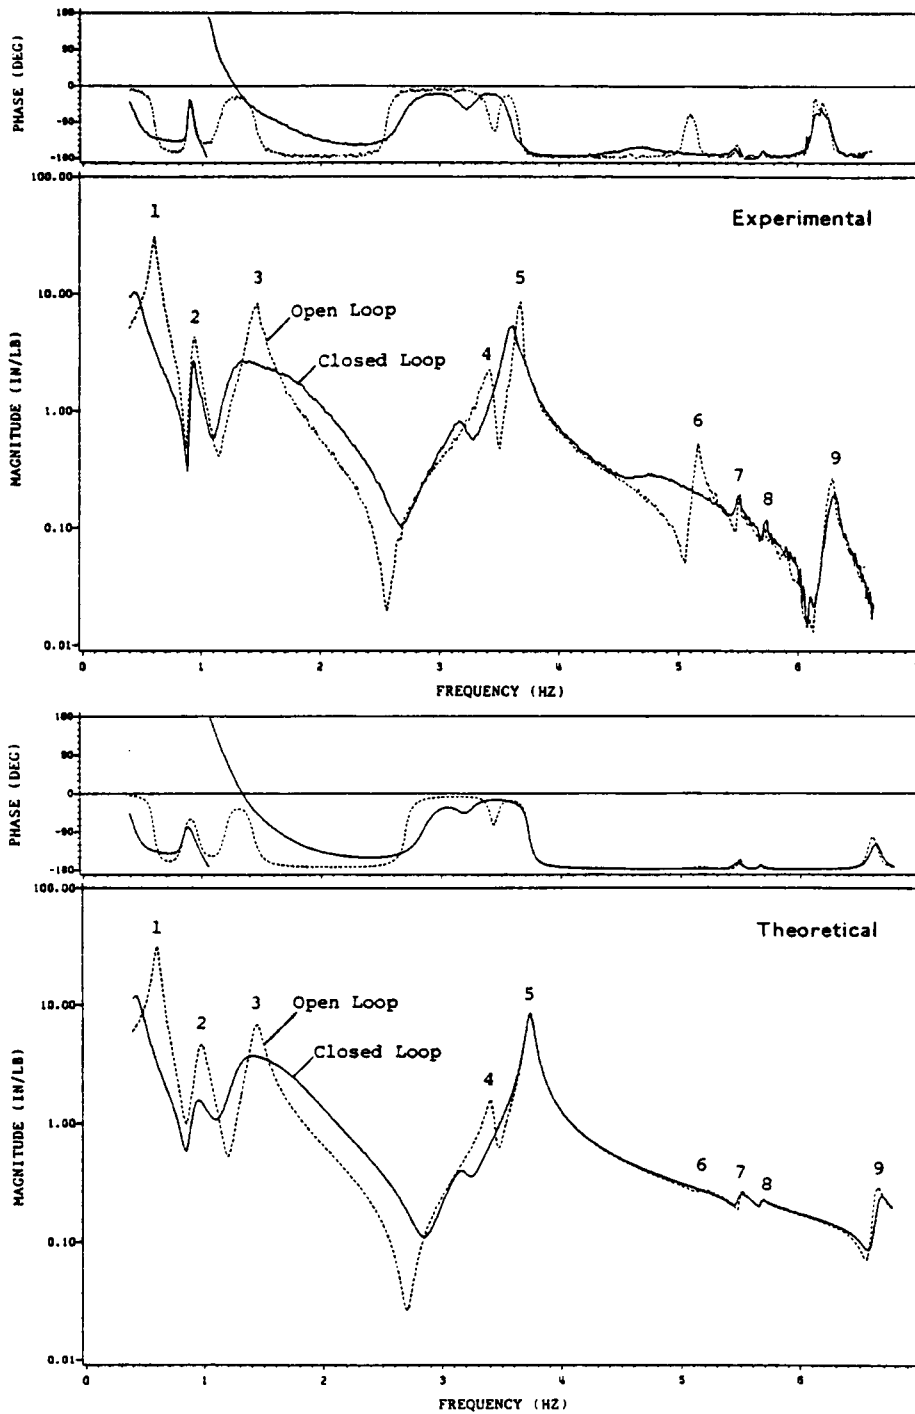 PHASE (DEG)
180
90
0
-90
-180
Experimental
MAGNITUDE (IN/LB)
100.00
10.00
1.00
0.10
0.01
1
2
3
Open Loop
Closed Loop
4
5
6
7
8
9
0 1 2 3 4 5 6
FREQUENCY (HZ)
PHASE (DEG)
180
90
0
-90
-180
Theoretical
MAGNITUDE (IN/LB)
100.00
10.00
1.00
0.10
0.01
1
2
3
Open Loop
Closed Loop
4
5
6
7
8
9
0 1 2 3 4 5 6
FREQUENCY (HZ)